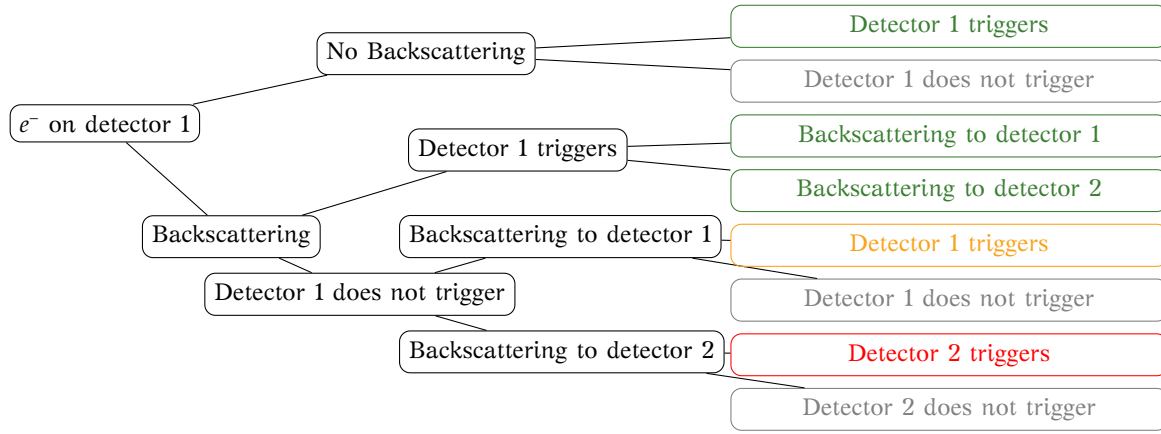 Detector 1 triggers
No Backscattering
Detector 1 does not trigger
e⁻ on detector 1
Backscattering to detector 1
Detector 1 triggers
Backscattering to detector 2
Backscattering
Backscattering to detector 1
Detector 1 triggers
Detector 1 does not trigger
Detector 1 does not trigger
Backscattering to detector 2
Detector 2 triggers
Detector 2 does not trigger